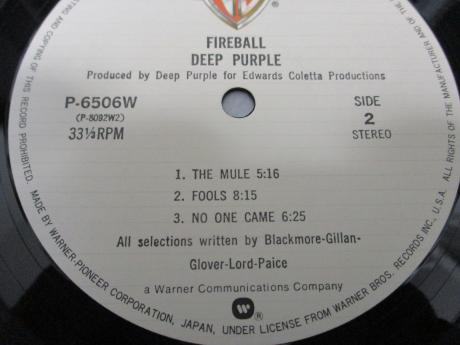 FIREBALL
DEEP PURPLE
Produced by Deep Purple for Edwards Coletta Productions
P-6506W
(P-8092W2)
33⅓RPM
SIDE
2
STEREO
1. THE MULE 5:16
2. FOOLS 8:15
3. NO ONE CAME 6:25
All selections written by Blackmore-Gillan-
Glover-Lord-Paice
a Warner Communications Company
W®
AND COPYING OF THIS RECORD PROHIBITED. MADE BY WARNER-PIONEER CORPORATION, JAPAN, UNDER LICENSE FROM WARNER BROS. RECORDS INC., U.S.A. ALL RIGHTS OF THE MANUFACTURER AND OF THE